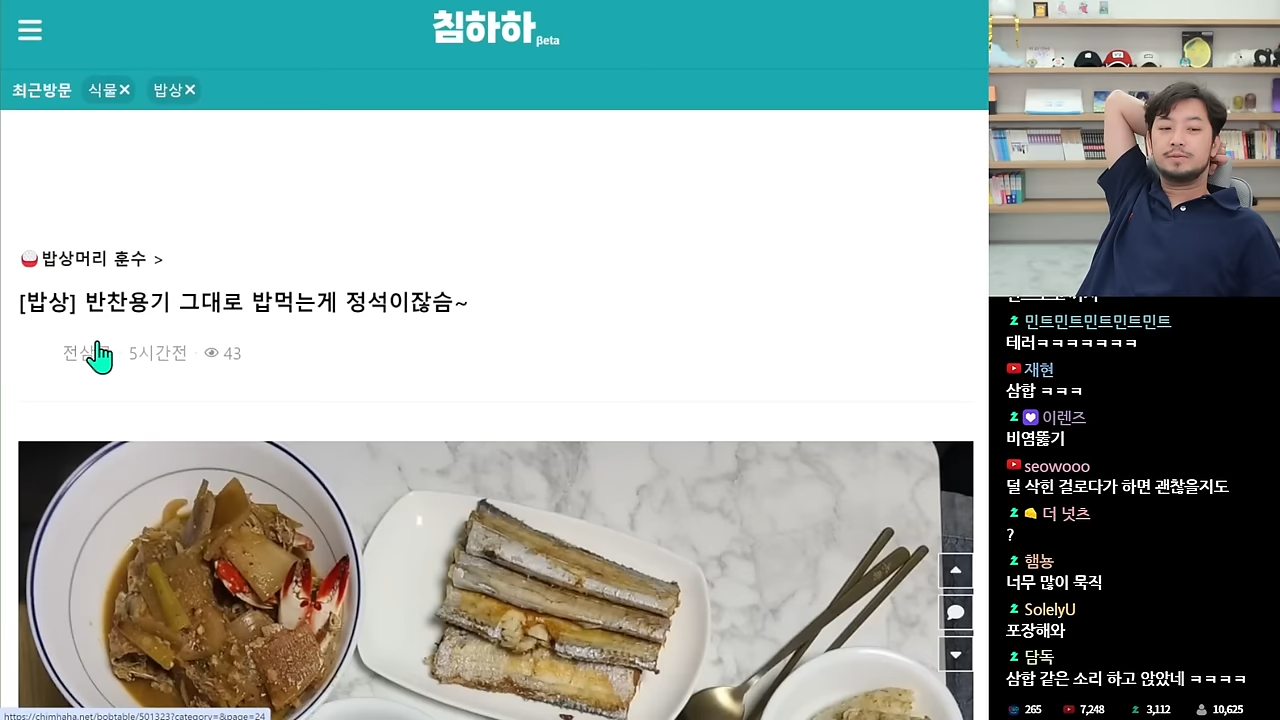 침하하 βeta
최근방문 식물✕ 밥상✕
밥상머리 훈수 >
[밥상] 반찬용기 그대로 밥먹는게 정석이잖슴~
5시간전 · 43
민트민트민트민트민트
테러ㅋㅋㅋㅋㅋㅋㅋ
재현
삼합 ㅋㅋㅋ
이렌즈
비염뚫기
seowooo
덜 삭힌 걸로다가 하면 괜찮을지도
더 넛츠
?
햄뇽
너무 많이 묵직
SolelyU
포장해와
담독
삼합 같은 소리 하고 앉았네 ㅋㅋㅋㅋ
265 7,248 3,112 10,625
https://chimhaha.net/bobtable/501323?category=&page=24